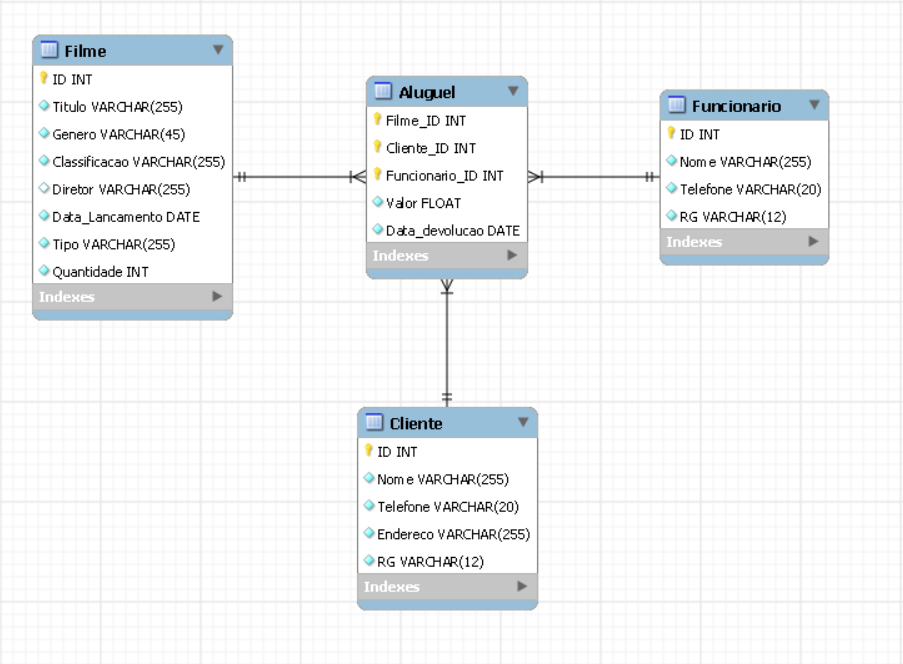 Filme
ID INT
Titulo VARCHAR(255)
Genero VARCHAR(45)
Classificacao VARCHAR(255)
Diretor VARCHAR(255)
Data_Lancamento DATE
Tipo VARCHAR(255)
Quantidade INT
Indexes
Aluguel
Filme_ID INT
Cliente_ID INT
Funcionario_ID INT
Valor FLOAT
Data_devolucao DATE
Indexes
Funcionario
ID INT
Nome VARCHAR(255)
Telefone VARCHAR(20)
RG VARCHAR(12)
Indexes
Cliente
ID INT
Nome VARCHAR(255)
Telefone VARCHAR(20)
Endereco VARCHAR(255)
RG VARCHAR(12)
Indexes